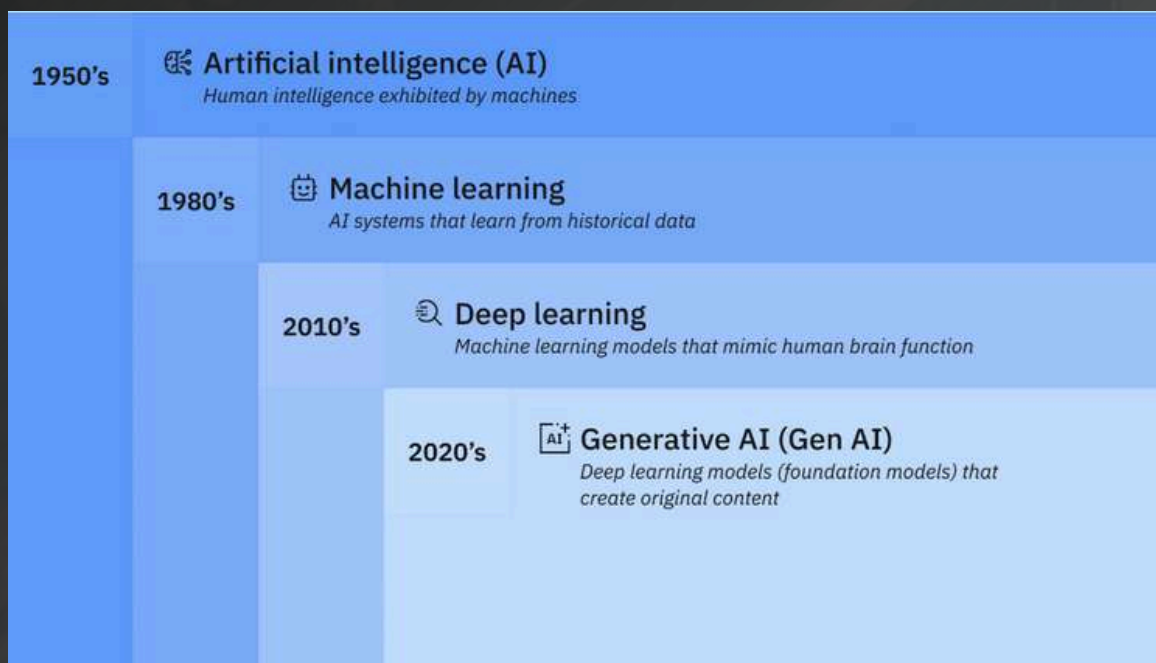 1950’s
Artificial intelligence (AI)
Human intelligence exhibited by machines
1980’s
Machine learning
AI systems that learn from historical data
2010’s
Deep learning
Machine learning models that mimic human brain function
2020’s
AI
Generative AI (Gen AI)
Deep learning models (foundation models) that
create original content